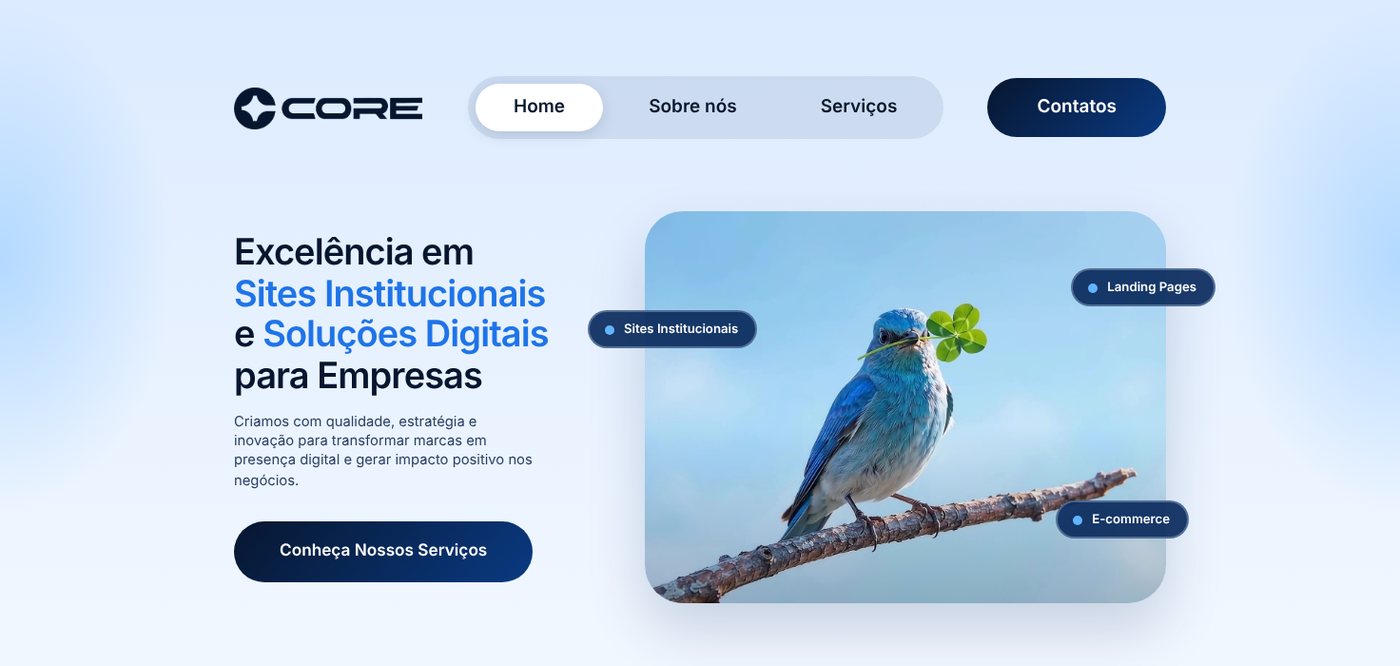 CORE
Home
Sobre nós
Serviços
Contatos
Excelência em
Sites Institucionais
e Soluções Digitais
para Empresas
Criamos com qualidade, estratégia e
inovação para transformar marcas em
presença digital e gerar impacto positivo nos
negócios.
Conheça Nossos Serviços
Sites Institucionais
Landing Pages
E-commerce